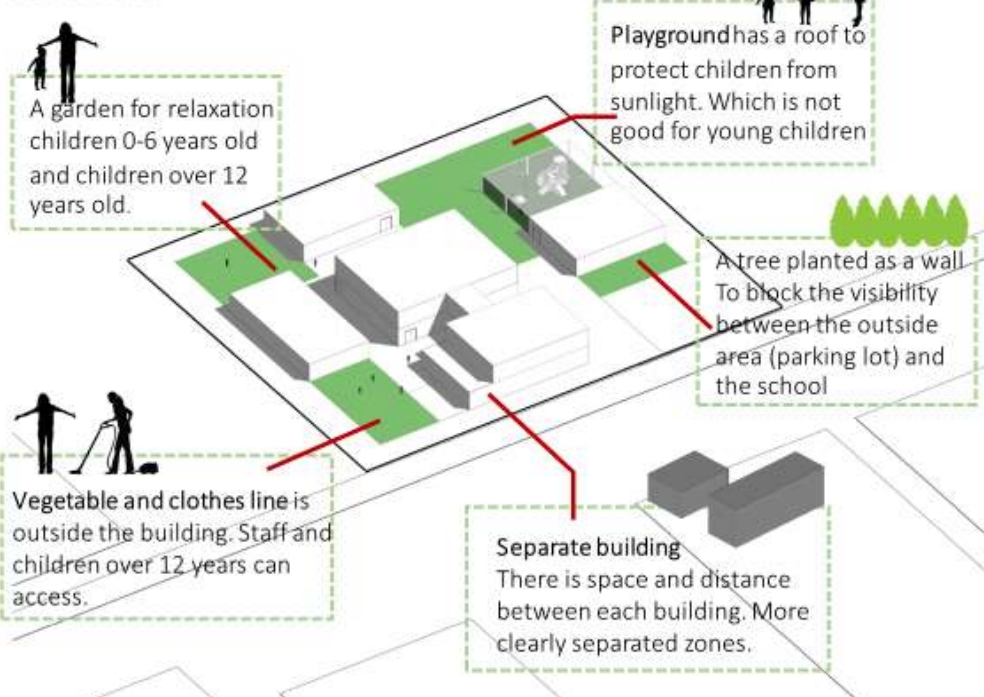 A garden for relaxation
children 0-6 years old
and children over 12
years old.
Playground has a roof to
protect children from
sunlight. Which is not
good for young children
A tree planted as a wall
To block the visibility
between the outside
area (parking lot) and
the school
Vegetable and clothes line is
outside the building. Staff and
children over 12 years can
access.
Separate building
There is space and distance
between each building. More
clearly separated zones.